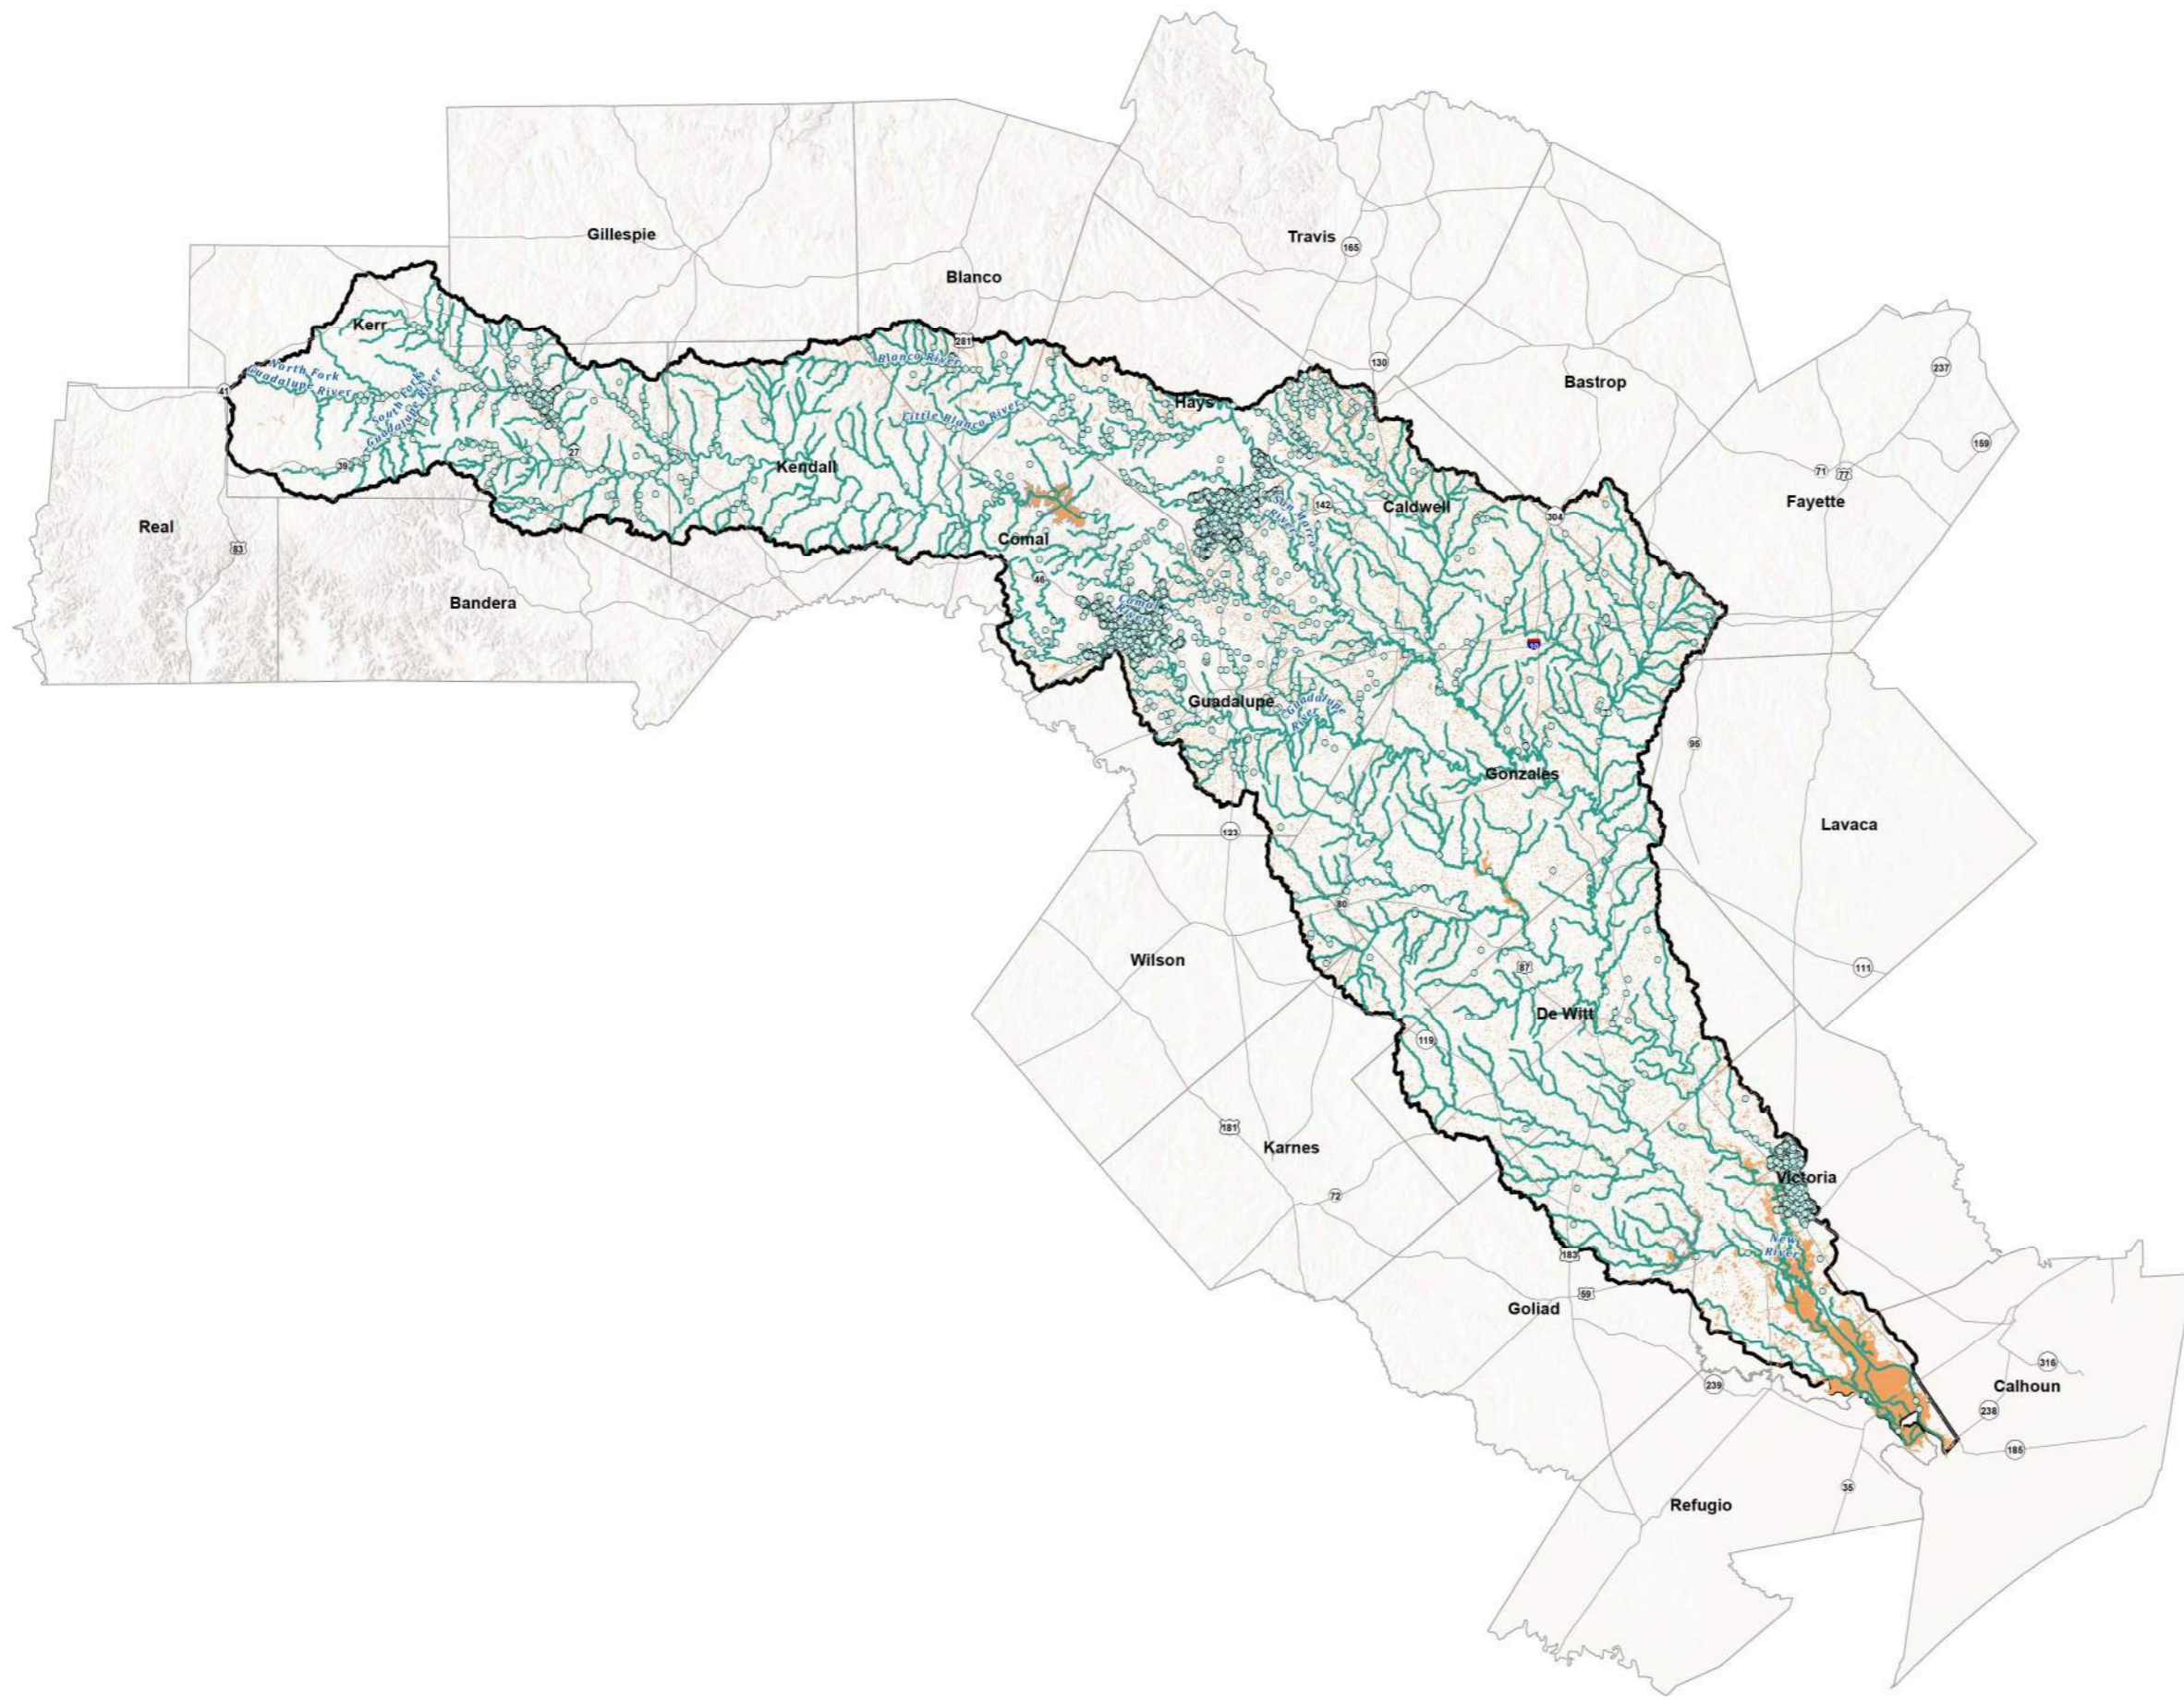 Gillespie
Travis
165
Blanco
Kerr
281
130
237
North Fork
Guadalupe River
South Fork
Guadalupe River
Blanco River
Bastrop
41
Hays
Little Blanco River
159
39
27
Kendall
71
77
Real
83
San Marcos
River
142
Caldwell
304
Fayette
Comal
46
Bandera
Comal
River
10
Guadalupe
Guadalupe
River
95
Gonzales
123
Lavaca
80
Wilson
87
111
De Witt
119
181
Karnes
72
Victoria
New
River
183
59
Goliad
316
239
Calhoun
238
185
35
Refugio